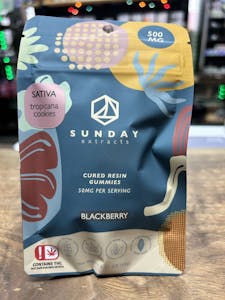 500
MG
SATIVA
tropicana
cookies
SUNDAY
extracts
CURED RESIN
GUMMIES
50MG PER SERVING
BLACKBERRY
CONTAINS THC